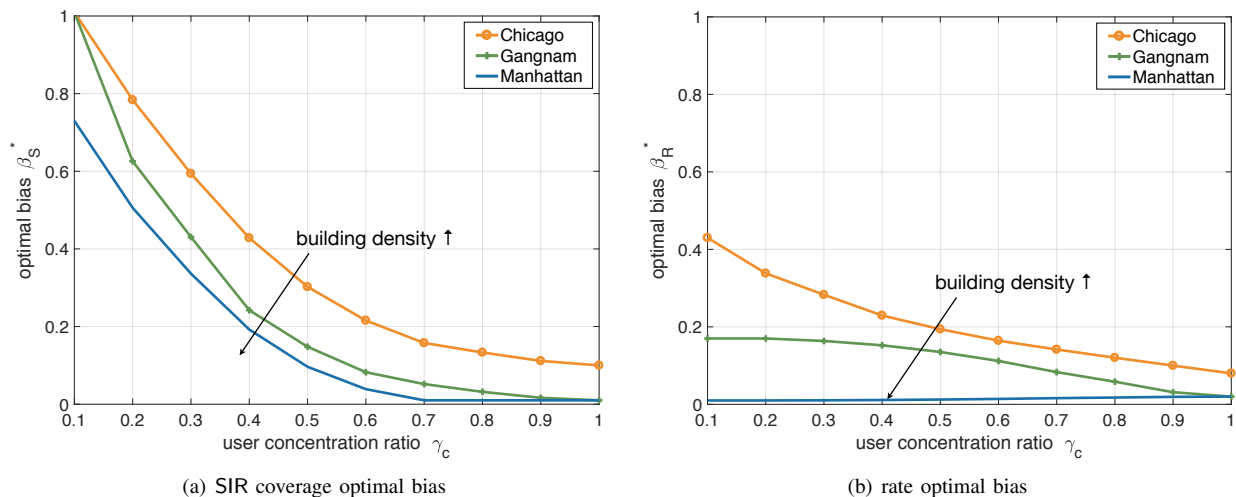 1
0.8
0.6
0.4
0.2
0
0.1 0.2 0.3 0.4 0.5 0.6 0.7 0.8 0.9 1
optimal bias β_S^*
user concentration ratio γ_c
Chicago
Gangnam
Manhattan
building density ↑
(a) SIR coverage optimal bias
1
0.8
0.6
0.4
0.2
0
0.1 0.2 0.3 0.4 0.5 0.6 0.7 0.8 0.9 1
optimal bias β_R^*
user concentration ratio γ_c
Chicago
Gangnam
Manhattan
building density ↑
(b) rate optimal bias